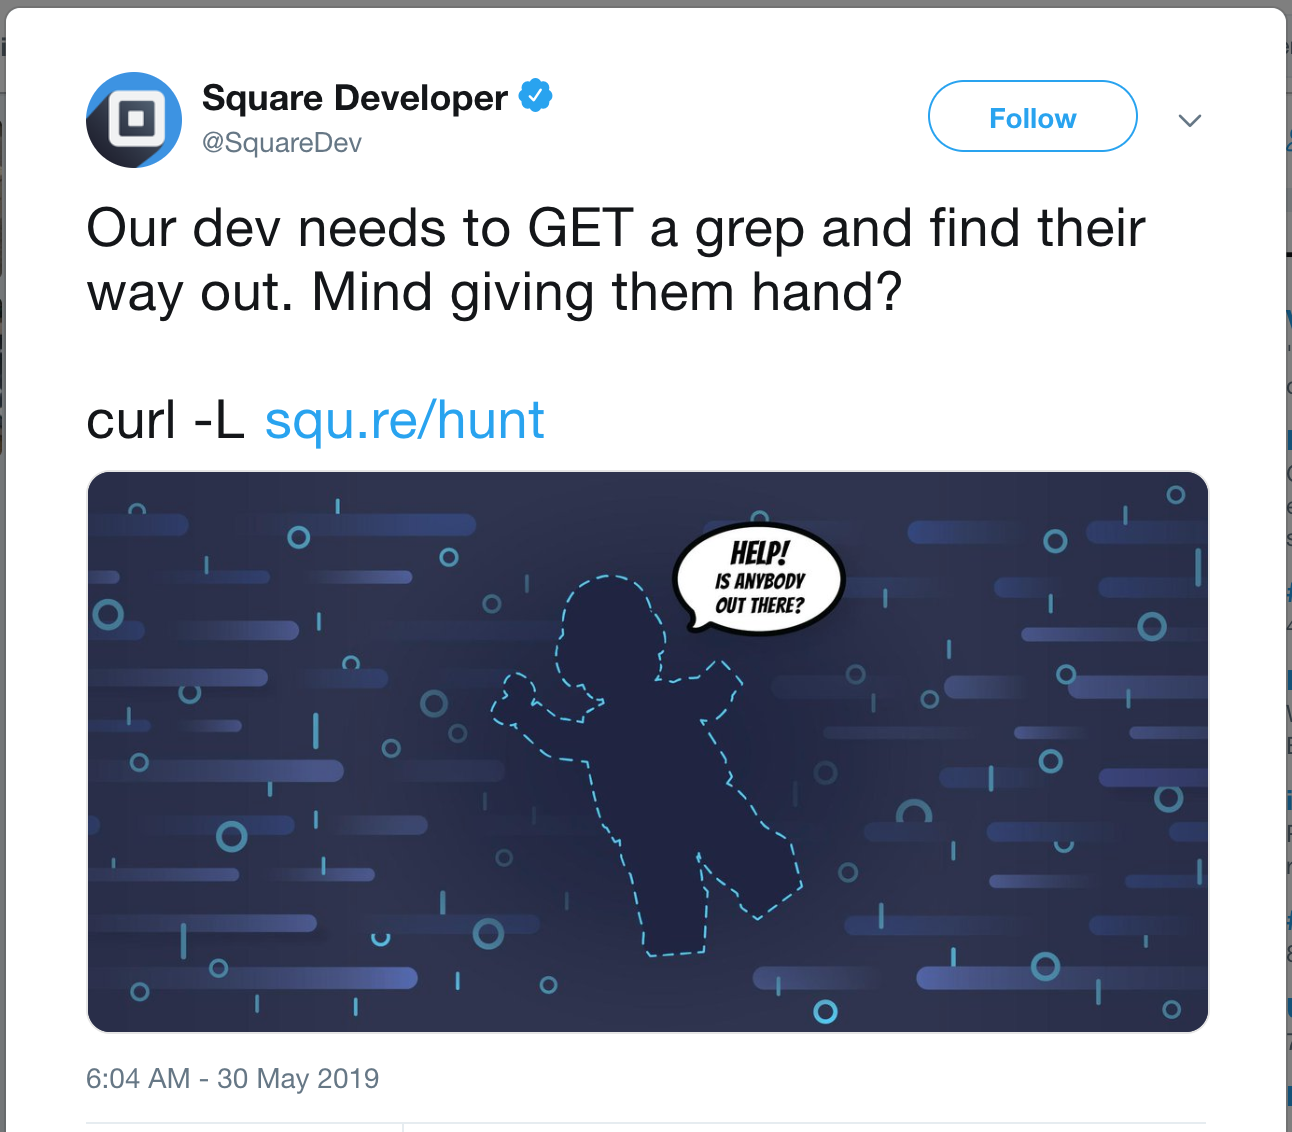 Square Developer
@SquareDev
Follow
Our dev needs to GET a grep and find their
way out. Mind giving them hand?
curl -L squ.re/hunt
HELP!
IS ANYBODY
OUT THERE?
6:04 AM - 30 May 2019